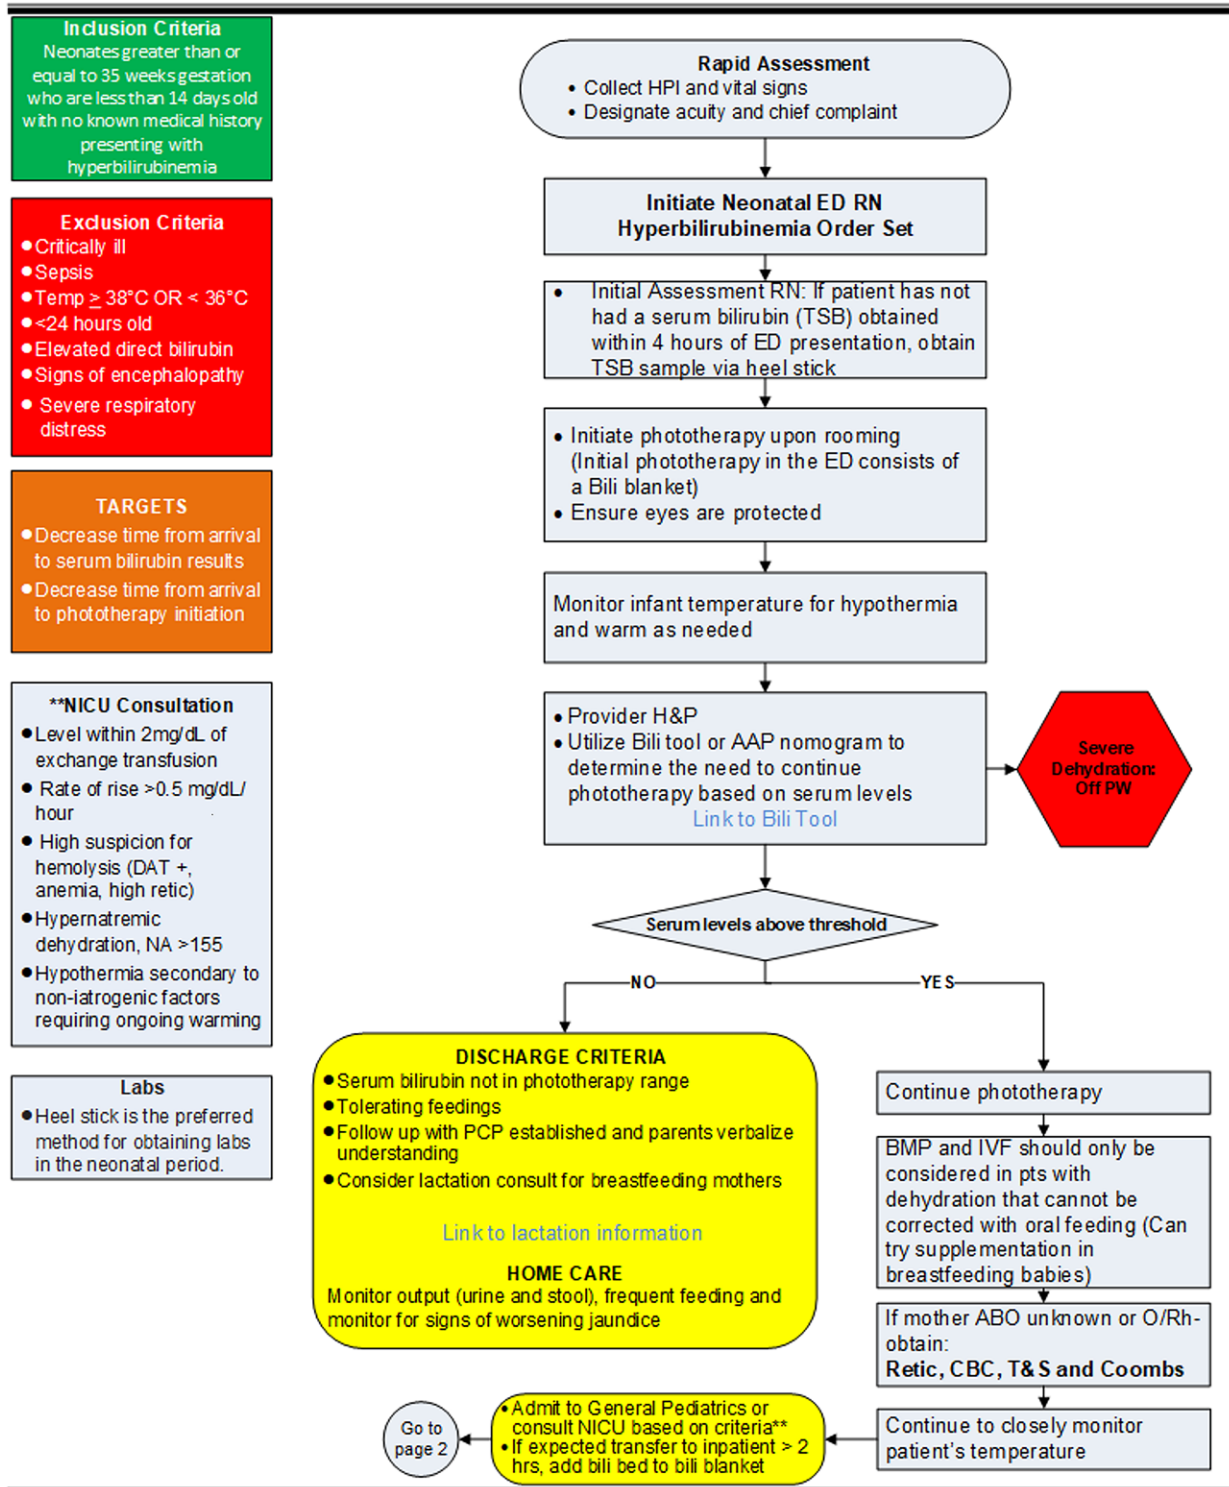 Inclusion Criteria
Neonates greater than or
equal to 35 weeks gestation
who are less than 14 days old
with no known medical history
presenting with
hyperbilirubinemia
Exclusion Criteria
● Critically ill
● Sepsis
● Temp ≥ 38°C OR < 36°C
● <24 hours old
● Elevated direct bilirubin
● Signs of encephalopathy
● Severe respiratory
distress
TARGETS
● Decrease time from arrival
to serum bilirubin results
● Decrease time from arrival
to phototherapy initiation
**NICU Consultation
● Level within 2mg/dL of
exchange transfusion
● Rate of rise >0.5 mg/dL/
hour
● High suspicion for
hemolysis (DAT +,
anemia, high retic)
● Hypernatremic
dehydration, NA >155
● Hypothermia secondary to
non-iatrogenic factors
requiring ongoing warming
Labs
● Heel stick is the preferred
method for obtaining labs
in the neonatal period.
Rapid Assessment
• Collect HPI and vital signs
• Designate acuity and chief complaint
Initiate Neonatal ED RN
Hyperbilirubinemia Order Set
• Initial Assessment RN: If patient has not
had a serum bilirubin (TSB) obtained
within 4 hours of ED presentation, obtain
TSB sample via heel stick
• Initiate phototherapy upon rooming
(Initial phototherapy in the ED consists of
a Bili blanket)
• Ensure eyes are protected
Monitor infant temperature for hypothermia
and warm as needed
• Provider H&P
• Utilize Bili tool or AAP nomogram to
determine the need to continue
phototherapy based on serum levels
Link to Bili Tool
Severe
Dehydration:
Off PW
Serum levels above threshold
NO
YES
DISCHARGE CRITERIA
● Serum bilirubin not in phototherapy range
● Tolerating feedings
● Follow up with PCP established and parents verbalize
understanding
● Consider lactation consult for breastfeeding mothers
Link to lactation information
HOME CARE
Monitor output (urine and stool), frequent feeding and
monitor for signs of worsening jaundice
Continue phototherapy
BMP and IVF should only be
considered in pts with
dehydration that cannot be
corrected with oral feeding (Can
try supplementation in
breastfeeding babies)
If mother ABO unknown or O/Rh-
obtain:
Retic, CBC, T&S and Coombs
Continue to closely monitor
patient's temperature
• Admit to General Pediatrics or
consult NICU based on criteria**
• If expected transfer to inpatient > 2
hrs, add bili bed to bili blanket
Go to
page 2